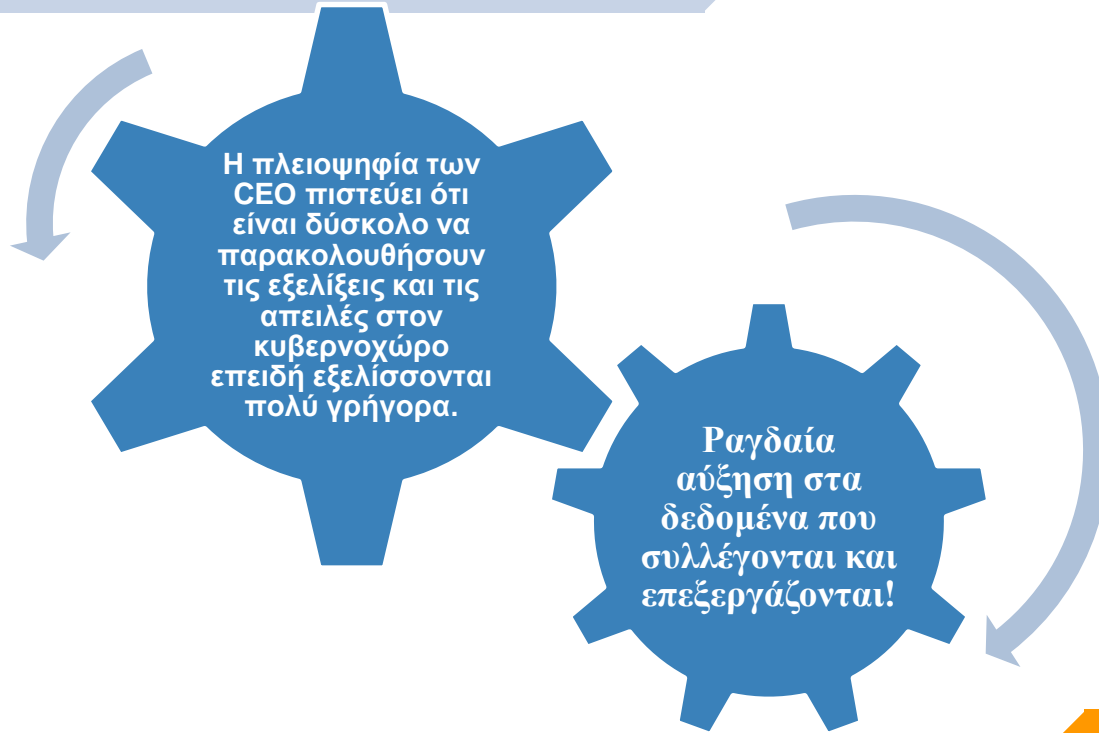 Η πλειοψηφία των
CEO πιστεύει ότι
είναι δύσκολο να
παρακολουθήσουν
τις εξελίξεις και τις
απειλές στον
κυβερνοχώρο
επειδή εξελίσσονται
πολύ γρήγορα.
Ραγδαία
αύξηση στα
δεδομένα που
συλλέγονται και
επεξεργάζονται!